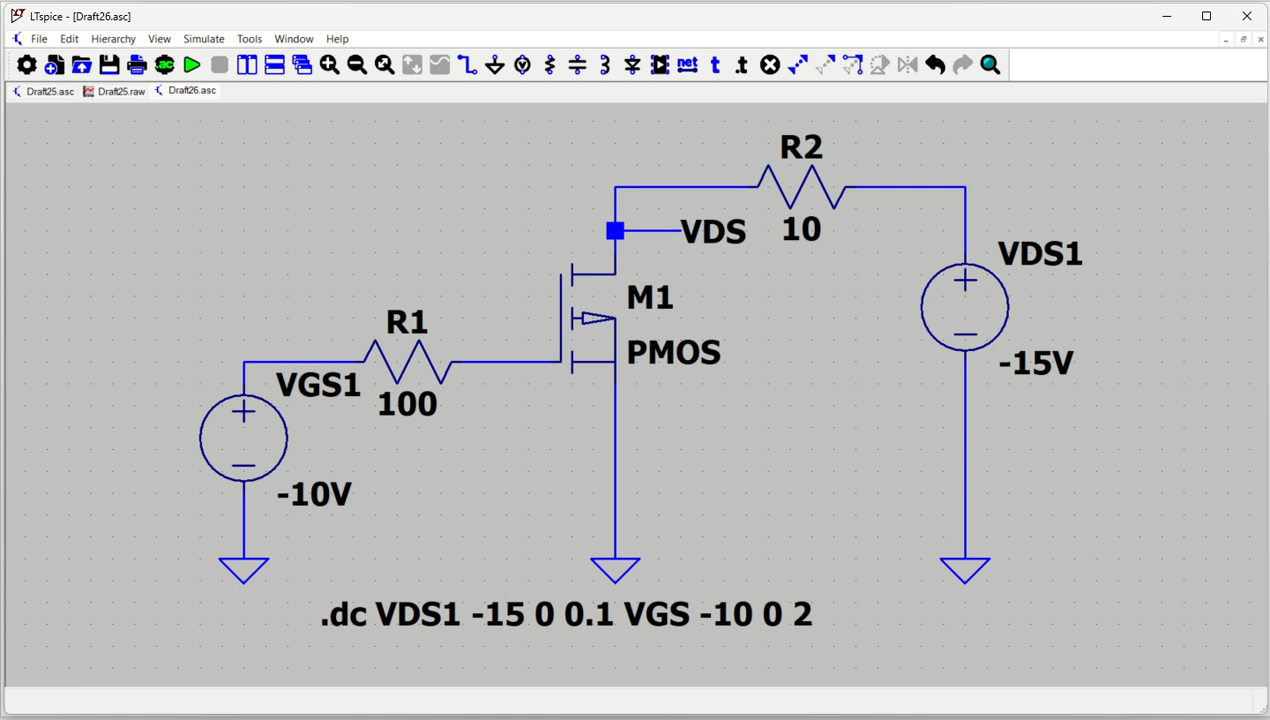 LTspice - [Draft26.asc]
File Edit Hierarchy View Simulate Tools Window Help
net t .t
Draft25.asc Draft25.raw Draft26.asc
R2
10
VDS
VDS1
-15V
M1
PMOS
R1
100
VGS1
-10V
.dc VDS1 -15 0 0.1 VGS -10 0 2